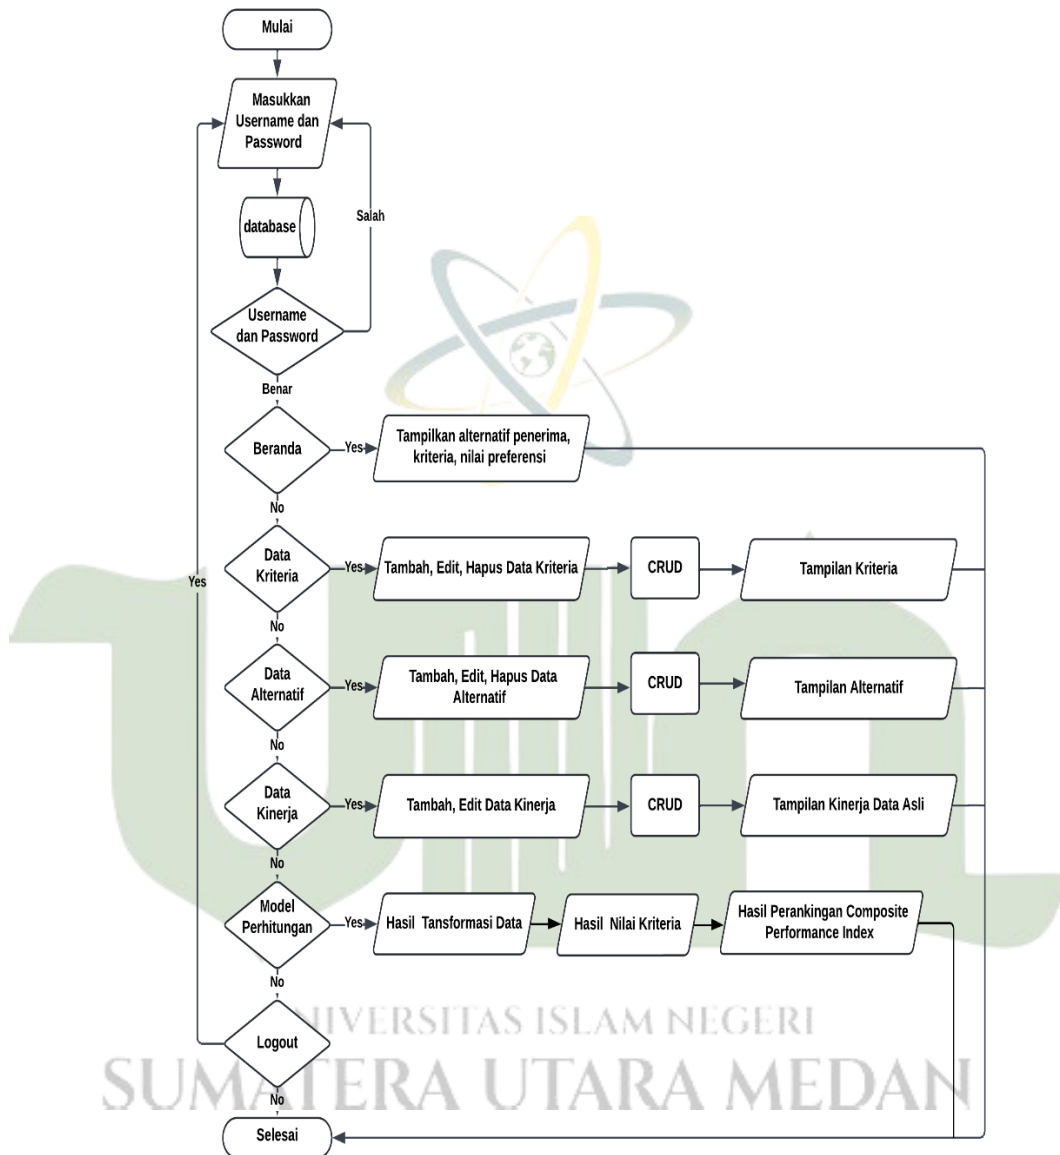 Mulai
Masukkan
Username dan
Password
database
Salah
Username
dan Password
Benar
Beranda
Yes
Tampilkan alternatif penerima,
kriteria, nilai preferensi
No
Data
Kriteria
Yes
Tambah, Edit, Hapus Data Kriteria
CRUD
Tampilan Kriteria
Yes
No
Data
Alternatif
Yes
Tambah, Edit, Hapus Data
Alternatif
CRUD
Tampilan Alternatif
No
Data
Kinerja
Yes
Tambah, Edit Data Kinerja
CRUD
Tampilan Kinerja Data Asli
No
Model
Perhitungan
Yes
Hasil Tansformasi Data
Hasil Nilai Kriteria
Hasil Perankingan Composite
Performance Index
No
Logout
UNIVERSITAS ISLAM NEGERI
SUMATERA UTARA MEDAN
No
Selesai